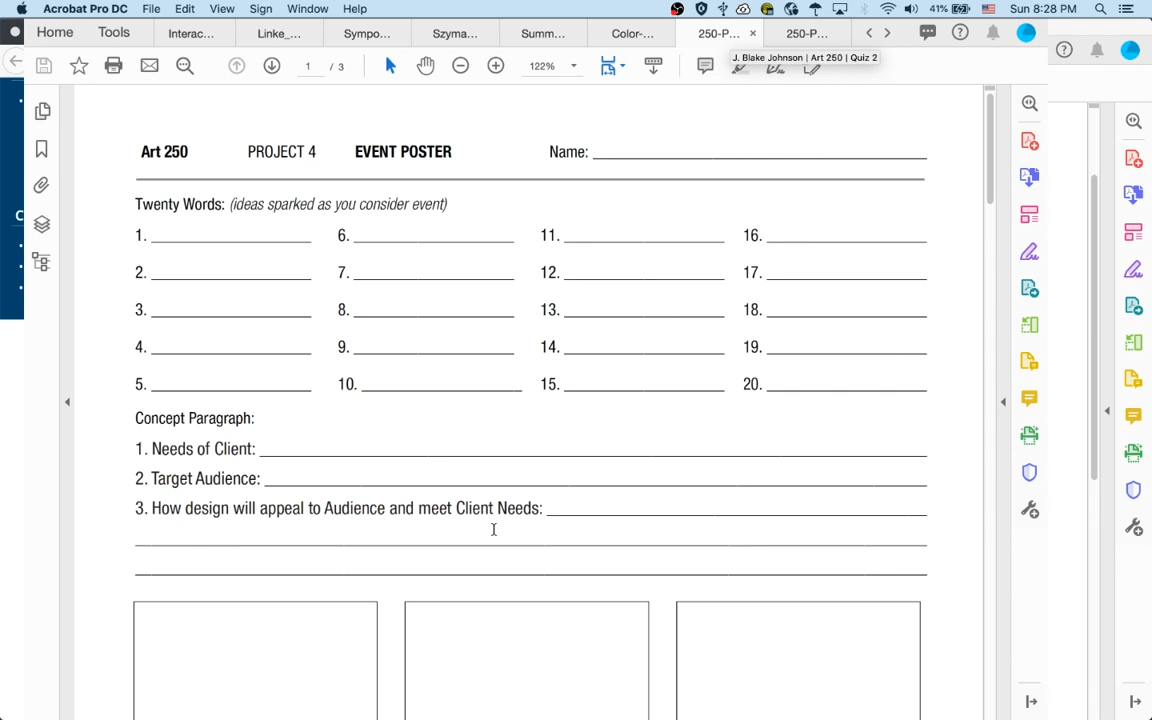 Acrobat Pro DC File Edit View Sign Window Help 41% Sun 8:28 PM
Home Tools Interac... Linke_... Sympo... Szyma... Summ... Color-... 250-P... × 250-P...
J. Blake Johnson | Art 250 | Quiz 2
1 / 3 122%
Art 250 PROJECT 4 EVENT POSTER Name:
Twenty Words: (ideas sparked as you consider event)
1. 6. 11. 16.
2. 7. 12. 17.
3. 8. 13. 18.
4. 9. 14. 19.
5. 10. 15. 20.
Concept Paragraph:
1. Needs of Client:
2. Target Audience:
3. How design will appeal to Audience and meet Client Needs: